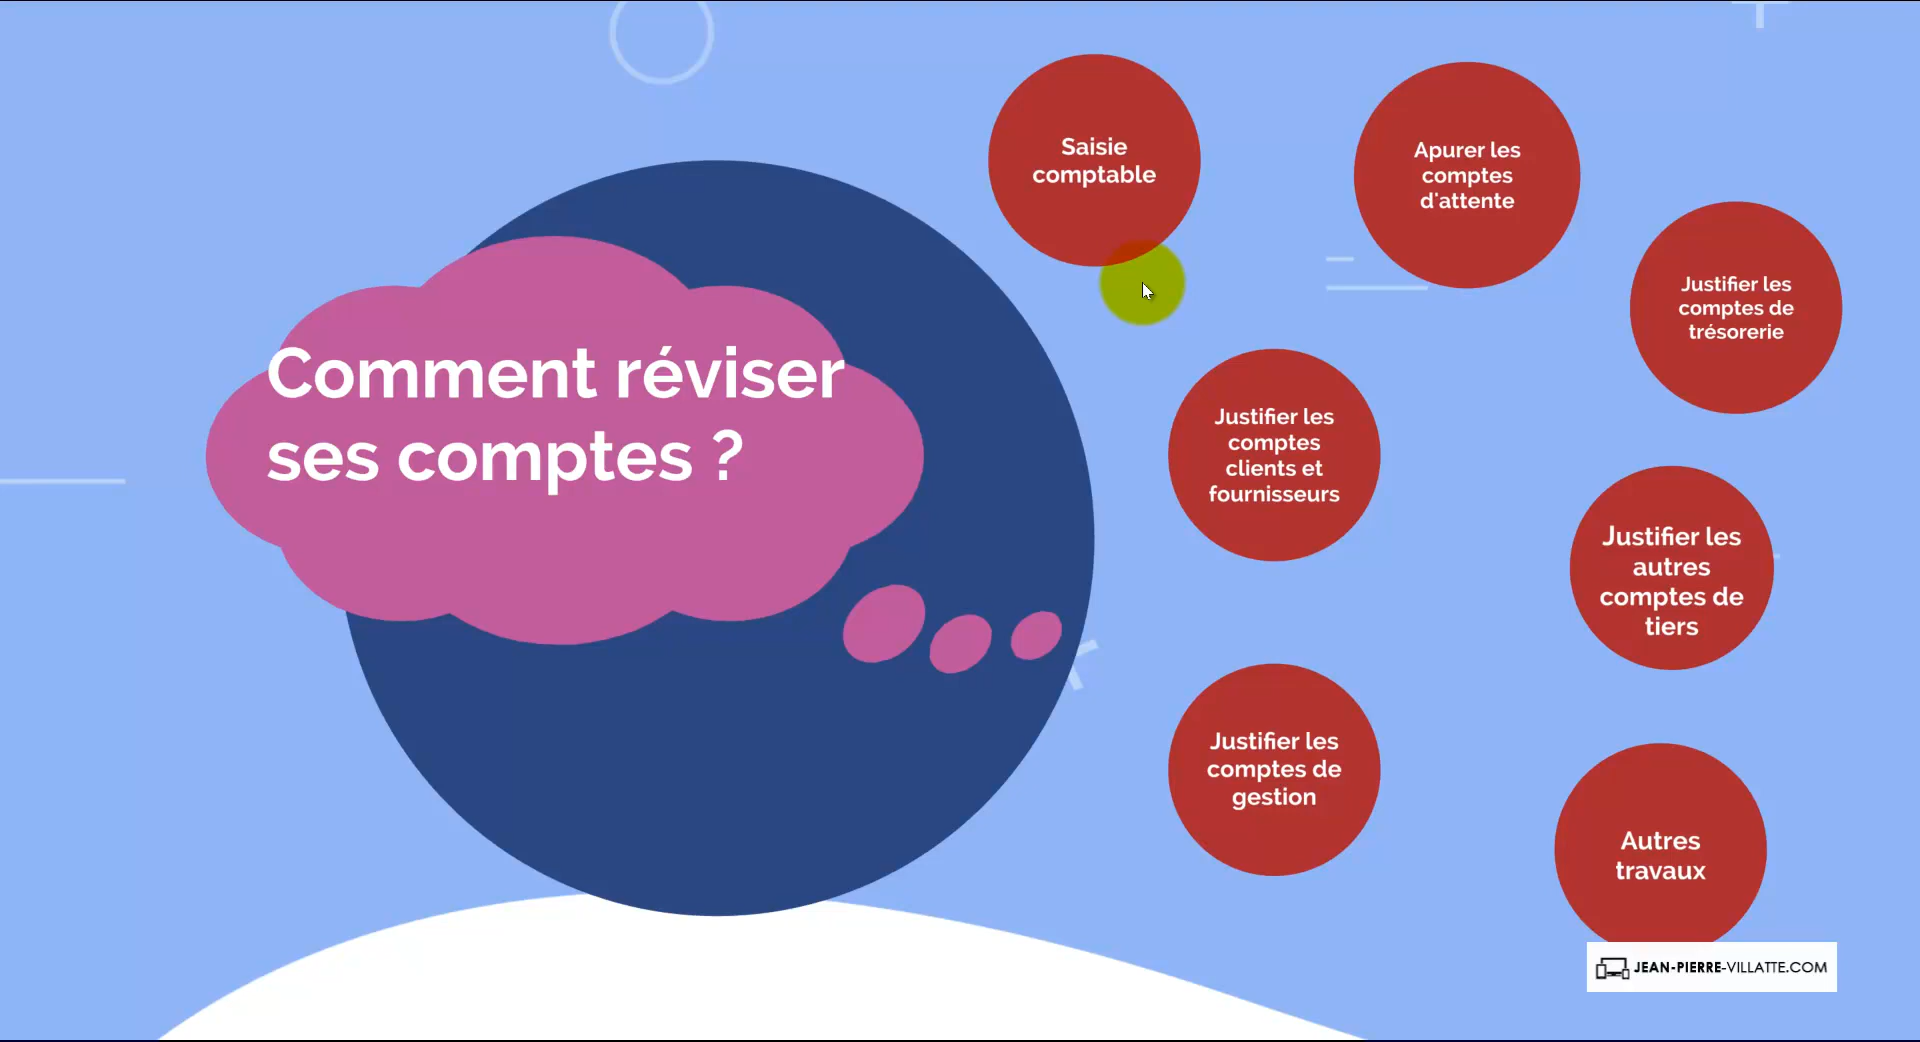 Comment réviser
ses comptes ?
Saisie
comptable
Apurer les
comptes
d'attente
Justifier les
comptes de
trésorerie
Justifier les
comptes
clients et
fournisseurs
Justifier les
autres
comptes de
tiers
Justifier les
comptes de
gestion
Autres
travaux
JEAN-PIERRE-VILLATTE.COM